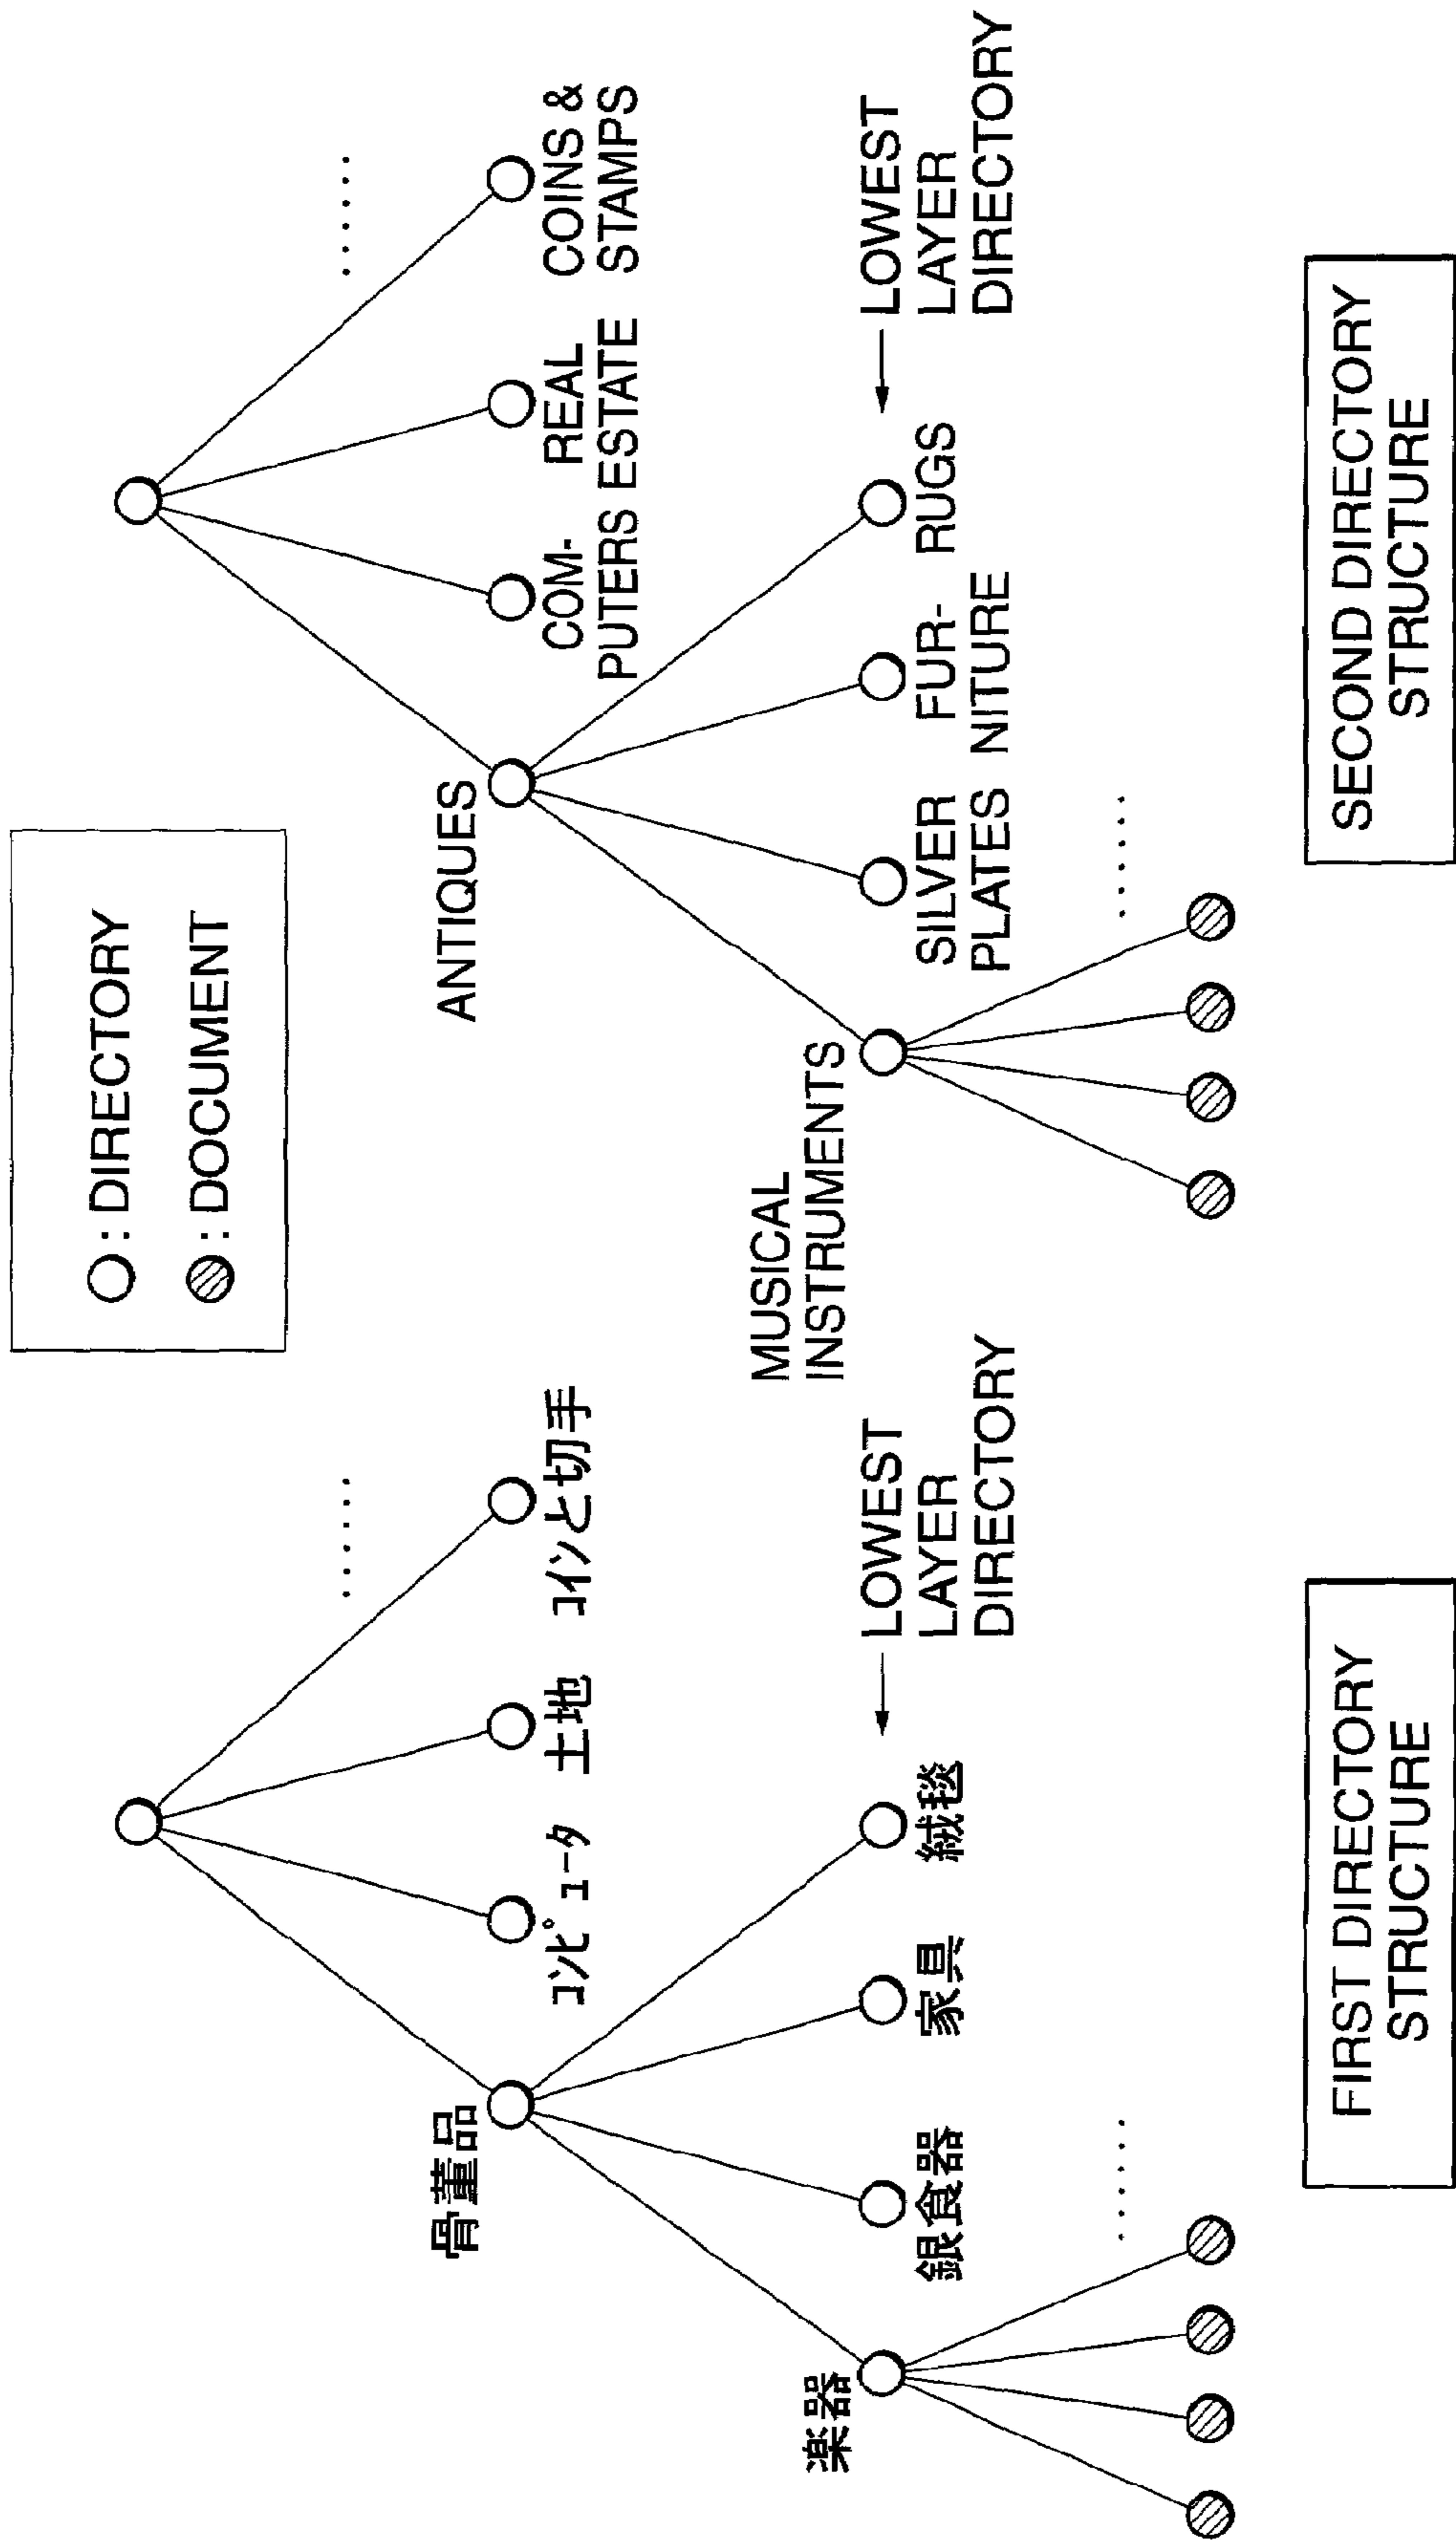 ○: DIRECTORY
: DOCUMENT
......
コンピュータ 土地 コインと切手
骨董品
楽器
銀食器 家具 絨毯
LOWEST
LAYER
DIRECTORY
......
FIRST DIRECTORY
STRUCTURE
......
COM-
PUTERS
REAL
ESTATE
COINS &
STAMPS
ANTIQUES
MUSICAL
INSTRUMENTS
SILVER
PLATES
FUR-
NITURE
RUGS
LOWEST
LAYER
DIRECTORY
......
SECOND DIRECTORY
STRUCTURE